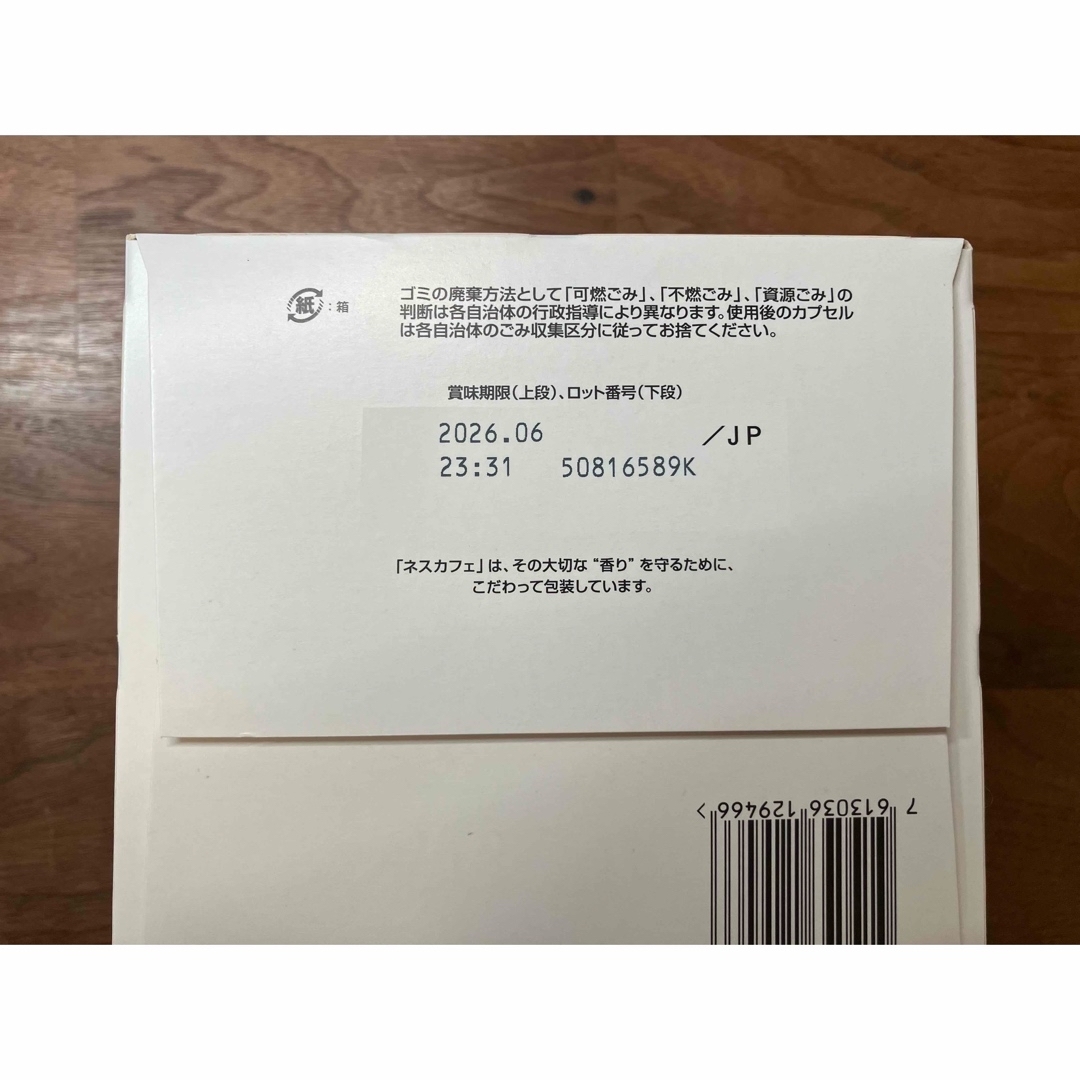 紙 : 箱
ゴミの廃棄方法として「可燃ごみ」、「不燃ごみ」、「資源ごみ」の
判断は各自治体の行政指導により異なります。使用後のカプセル
は各自治体のごみ収集区分に従ってお捨てください。
賞味期限(上段)、ロット番号(下段)
2026.06 ／JP
23:31 50816589K
「ネスカフェ」は、その大切な“香り”を守るために、
こだわって包装しています。
7 613036 129466 >